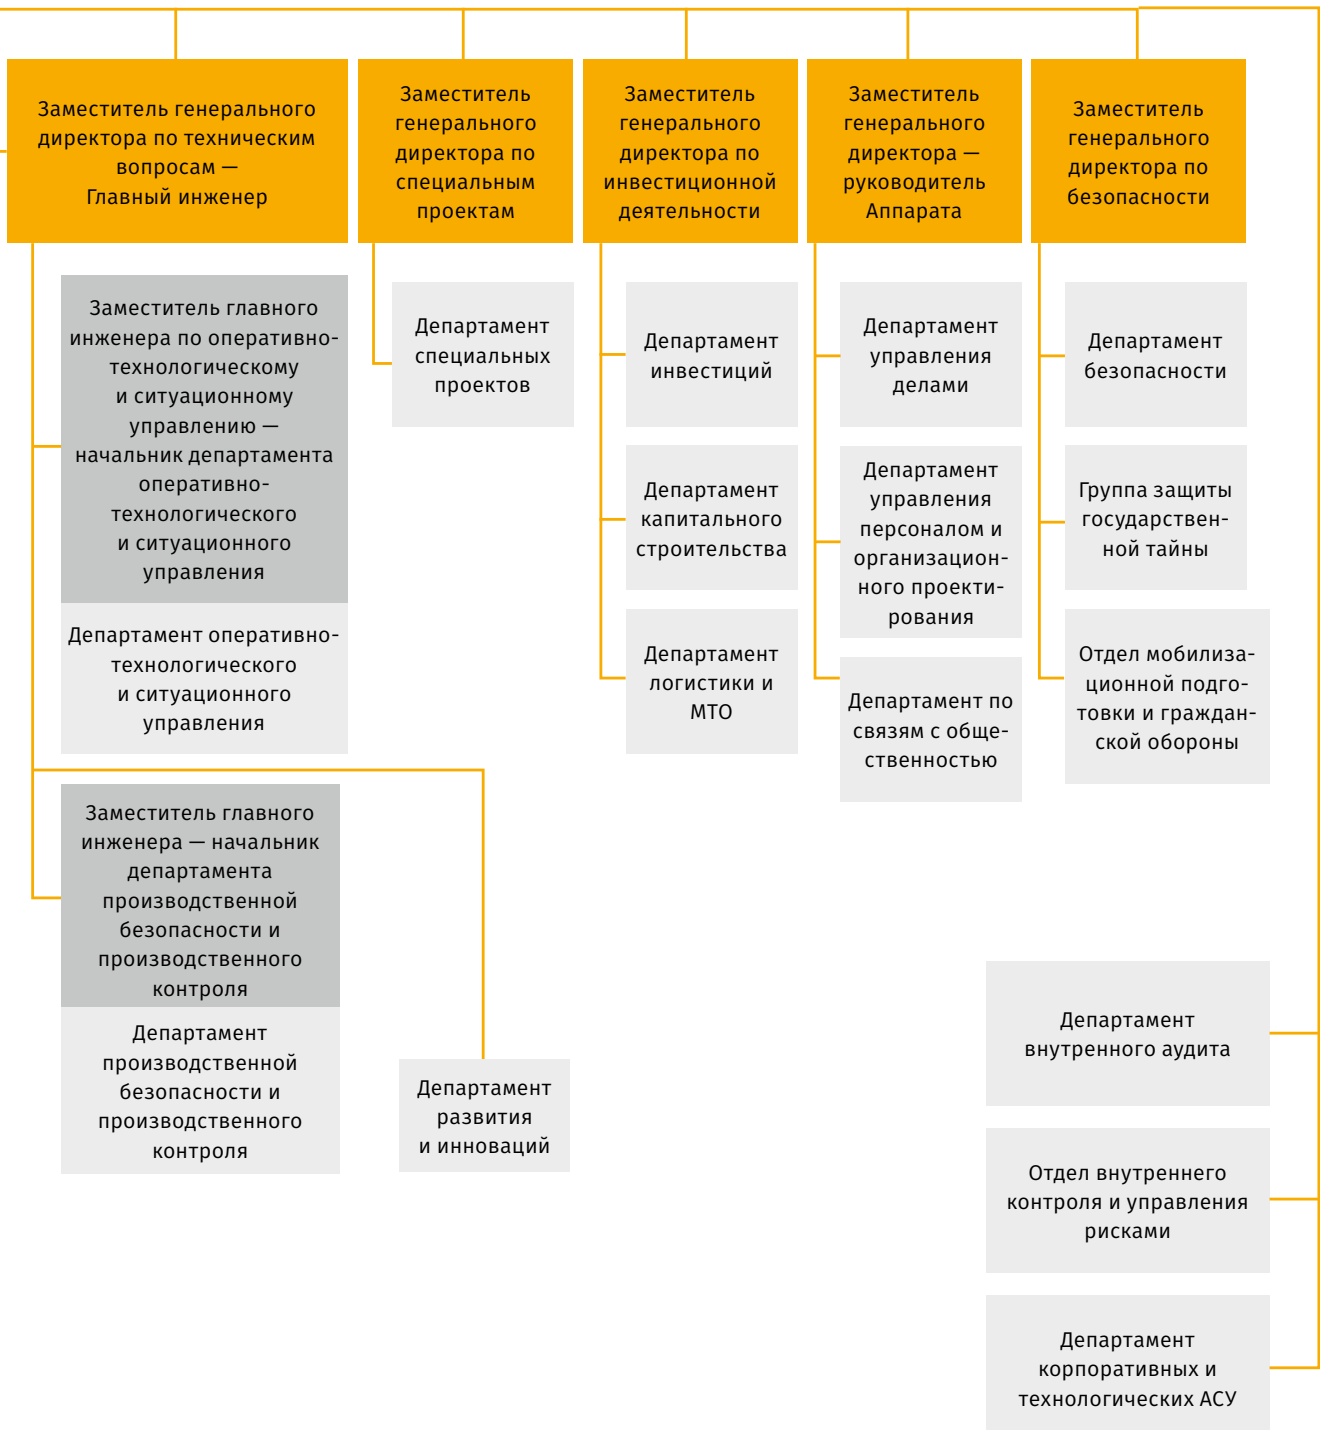 Заместитель генерального
директора по техническим
вопросам —
Главный инженер
Заместитель
генерального
директора по
специальным
проектам
Заместитель
генерального
директора по
инвестиционной
деятельности
Заместитель
генерального
директора —
руководитель
Аппарата
Заместитель
генерального
директора по
безопасности
Заместитель главного
инженера по оперативно-
технологическому
и ситуационному
управлению —
начальник департамента
оперативно-
технологического
и ситуационного
управления
Департамент оперативно-
технологического
и ситуационного
управления
Заместитель главного
инженера — начальник
департамента
производственной
безопасности и
производственного
контроля
Департамент
производственной
безопасности и
производственного
контроля
Департамент
развития
и инноваций
Департамент
специальных
проектов
Департамент
инвестиций
Департамент
капитального
строительства
Департамент
логистики и
МТО
Департамент
управления
делами
Департамент
управления
персоналом и
организацион-
ного проекти-
рования
Департамент по
связям с обще-
ственностью
Департамент
безопасности
Группа защиты
государствен-
ной тайны
Отдел мобилиза-
ционной подго-
товки и граждан-
ской обороны
Департамент
внутренного аудита
Отдел внутреннего
контроля и управления
рисками
Департамент
корпоративных и
технологических АСУ